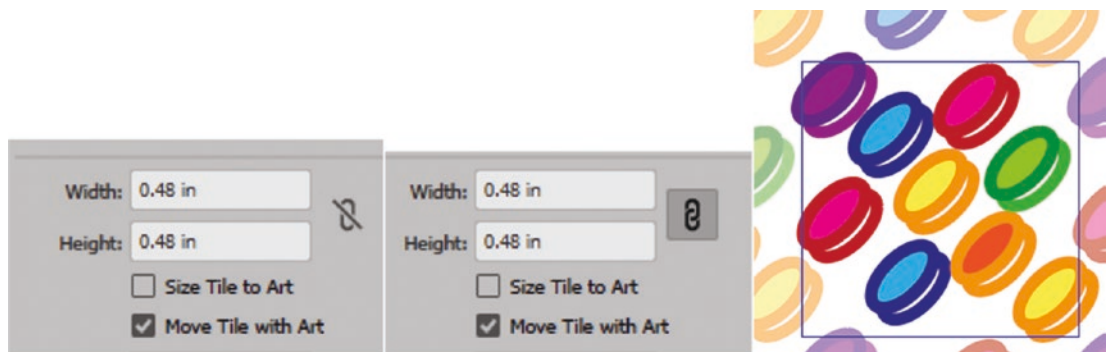 Width: 0.48 in
Height: 0.48 in
Size Tile to Art
Move Tile with Art
Width: 0.48 in
Height: 0.48 in
Size Tile to Art
Move Tile with Art